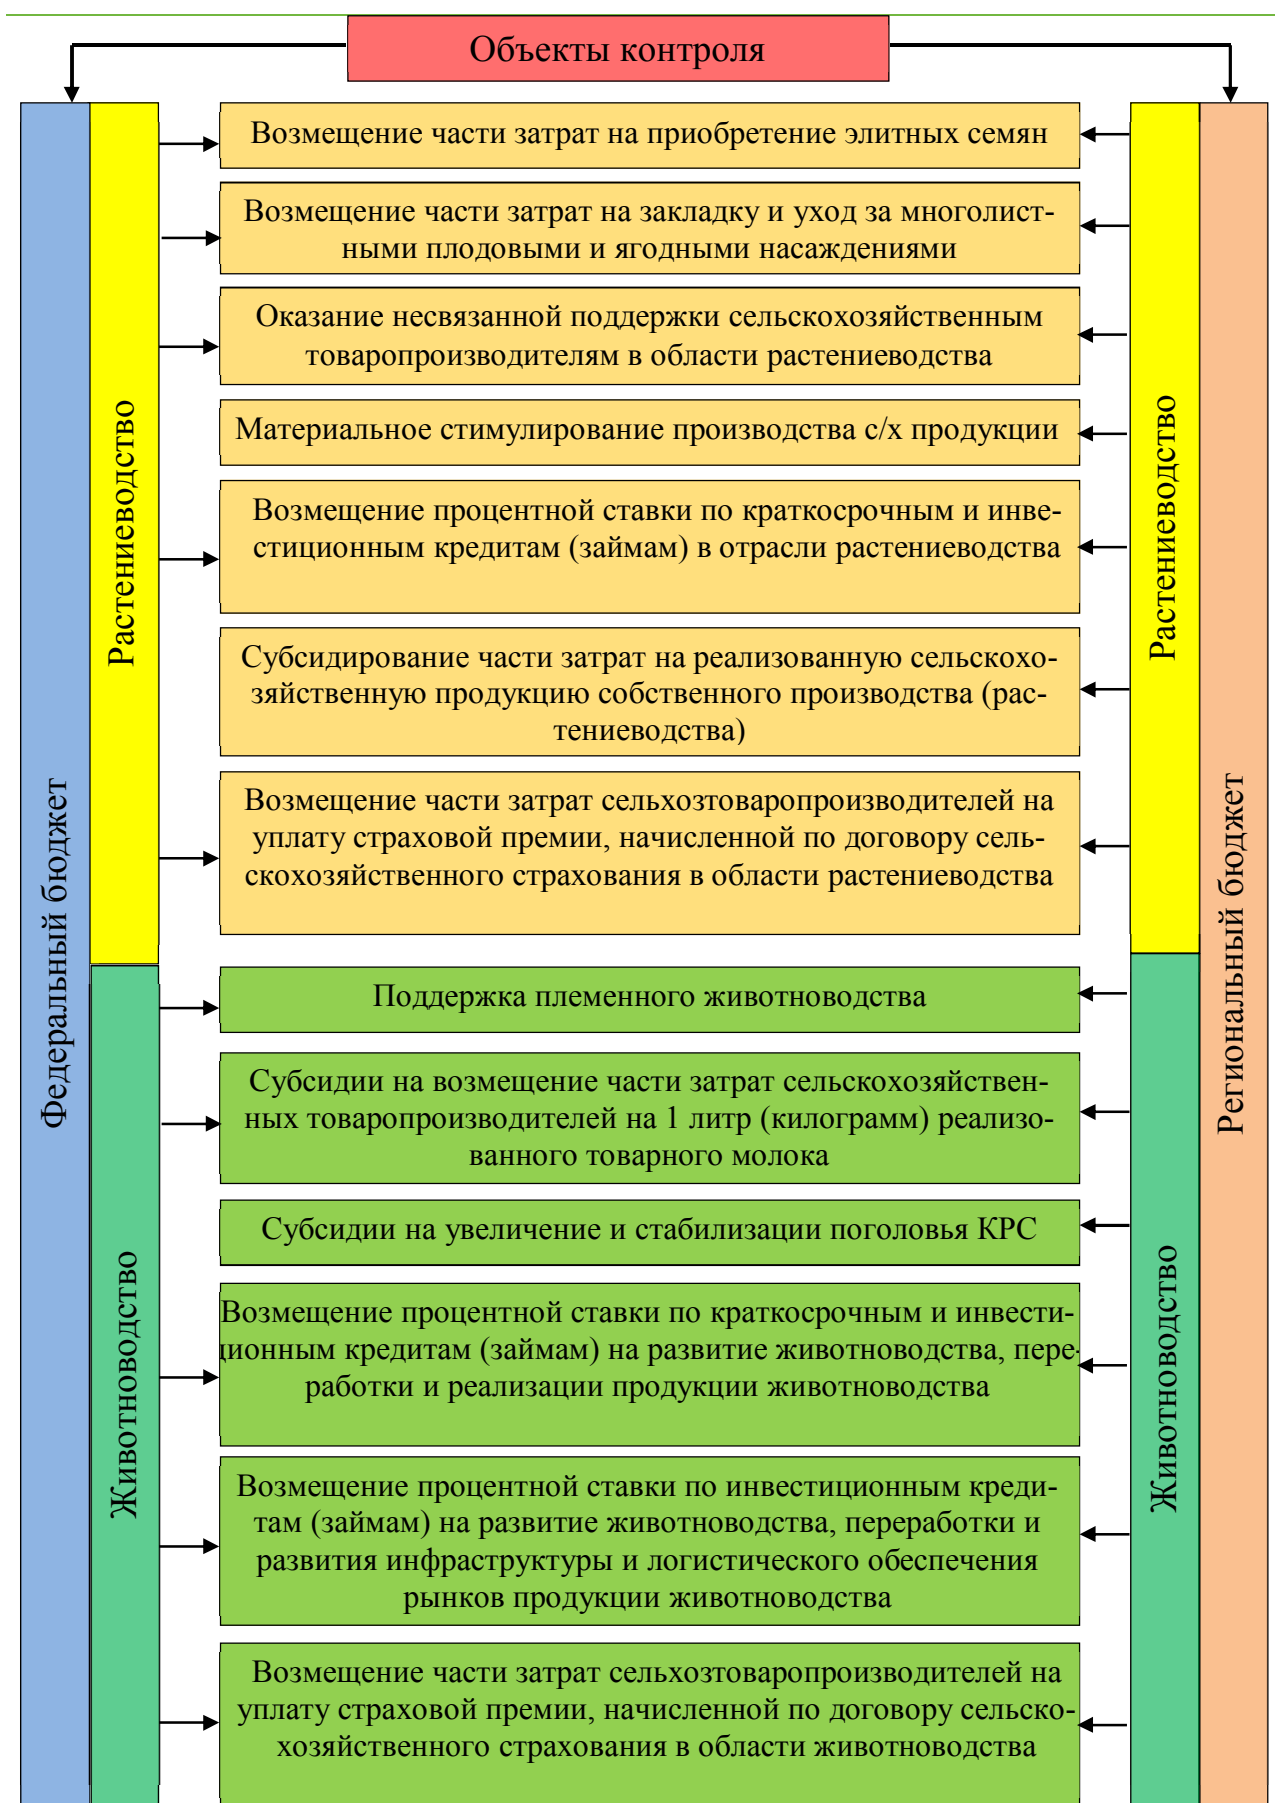 Объекты контроля
Федеральный бюджет
Растениеводство
Животноводство
Возмещение части затрат на приобретение элитных семян
Возмещение части затрат на закладку и уход за многолист-
ными плодовыми и ягодными насаждениями
Оказание несвязанной поддержки сельскохозяйственным
товаропроизводителям в области растениеводства
Материальное стимулирование производства с/х продукции
Возмещение процентной ставки по краткосрочным и инве-
стиционным кредитам (займам) в отрасли растениеводства
Субсидирование части затрат на реализованную сельскохо-
зяйственную продукцию собственного производства (рас-
тениеводства)
Возмещение части затрат сельхозтоваропроизводителей на
уплату страховой премии, начисленной по договору сель-
скохозяйственного страхования в области растениеводства
Поддержка племенного животноводства
Субсидии на возмещение части затрат сельскохозяйствен-
ных товаропроизводителей на 1 литр (килограмм) реализо-
ванного товарного молока
Субсидии на увеличение и стабилизации поголовья КРС
Возмещение процентной ставки по краткосрочным и инвести-
ционным кредитам (займам) на развитие животноводства, пере-
работки и реализации продукции животноводства
Возмещение процентной ставки по инвестиционным креди-
там (займам) на развитие животноводства, переработки и
развития инфраструктуры и логистического обеспечения
рынков продукции животноводства
Возмещение части затрат сельхозтоваропроизводителей на
уплату страховой премии, начисленной по договору сельско-
хозяйственного страхования в области животноводства
Растениеводство
Животноводство
Региональный бюджет